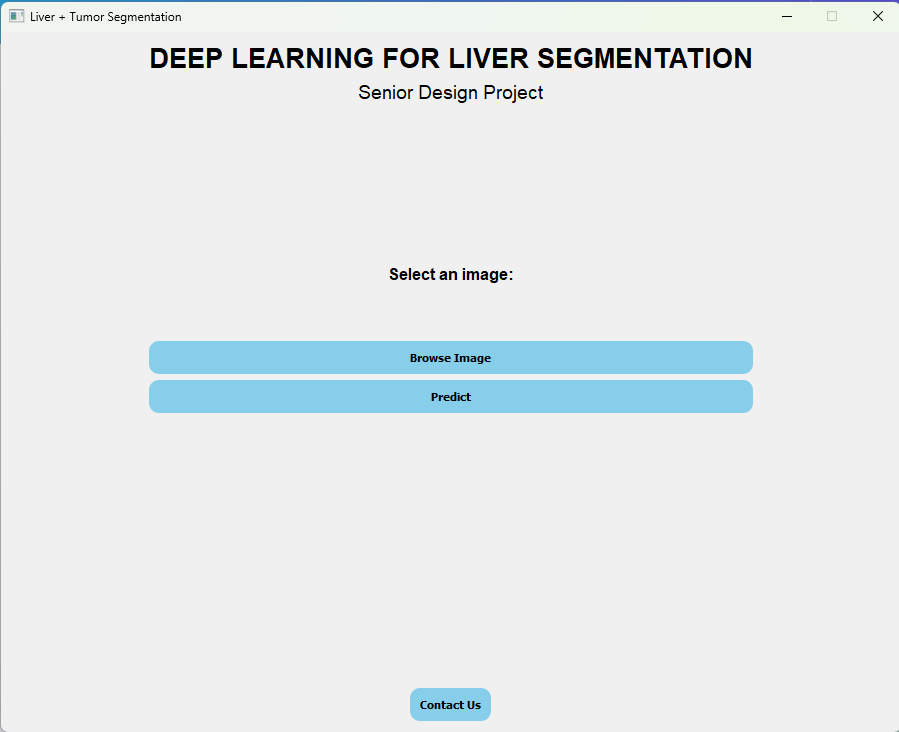 Liver + Tumor Segmentation
DEEP LEARNING FOR LIVER SEGMENTATION
Senior Design Project
Select an image:
Browse Image
Predict
Contact Us